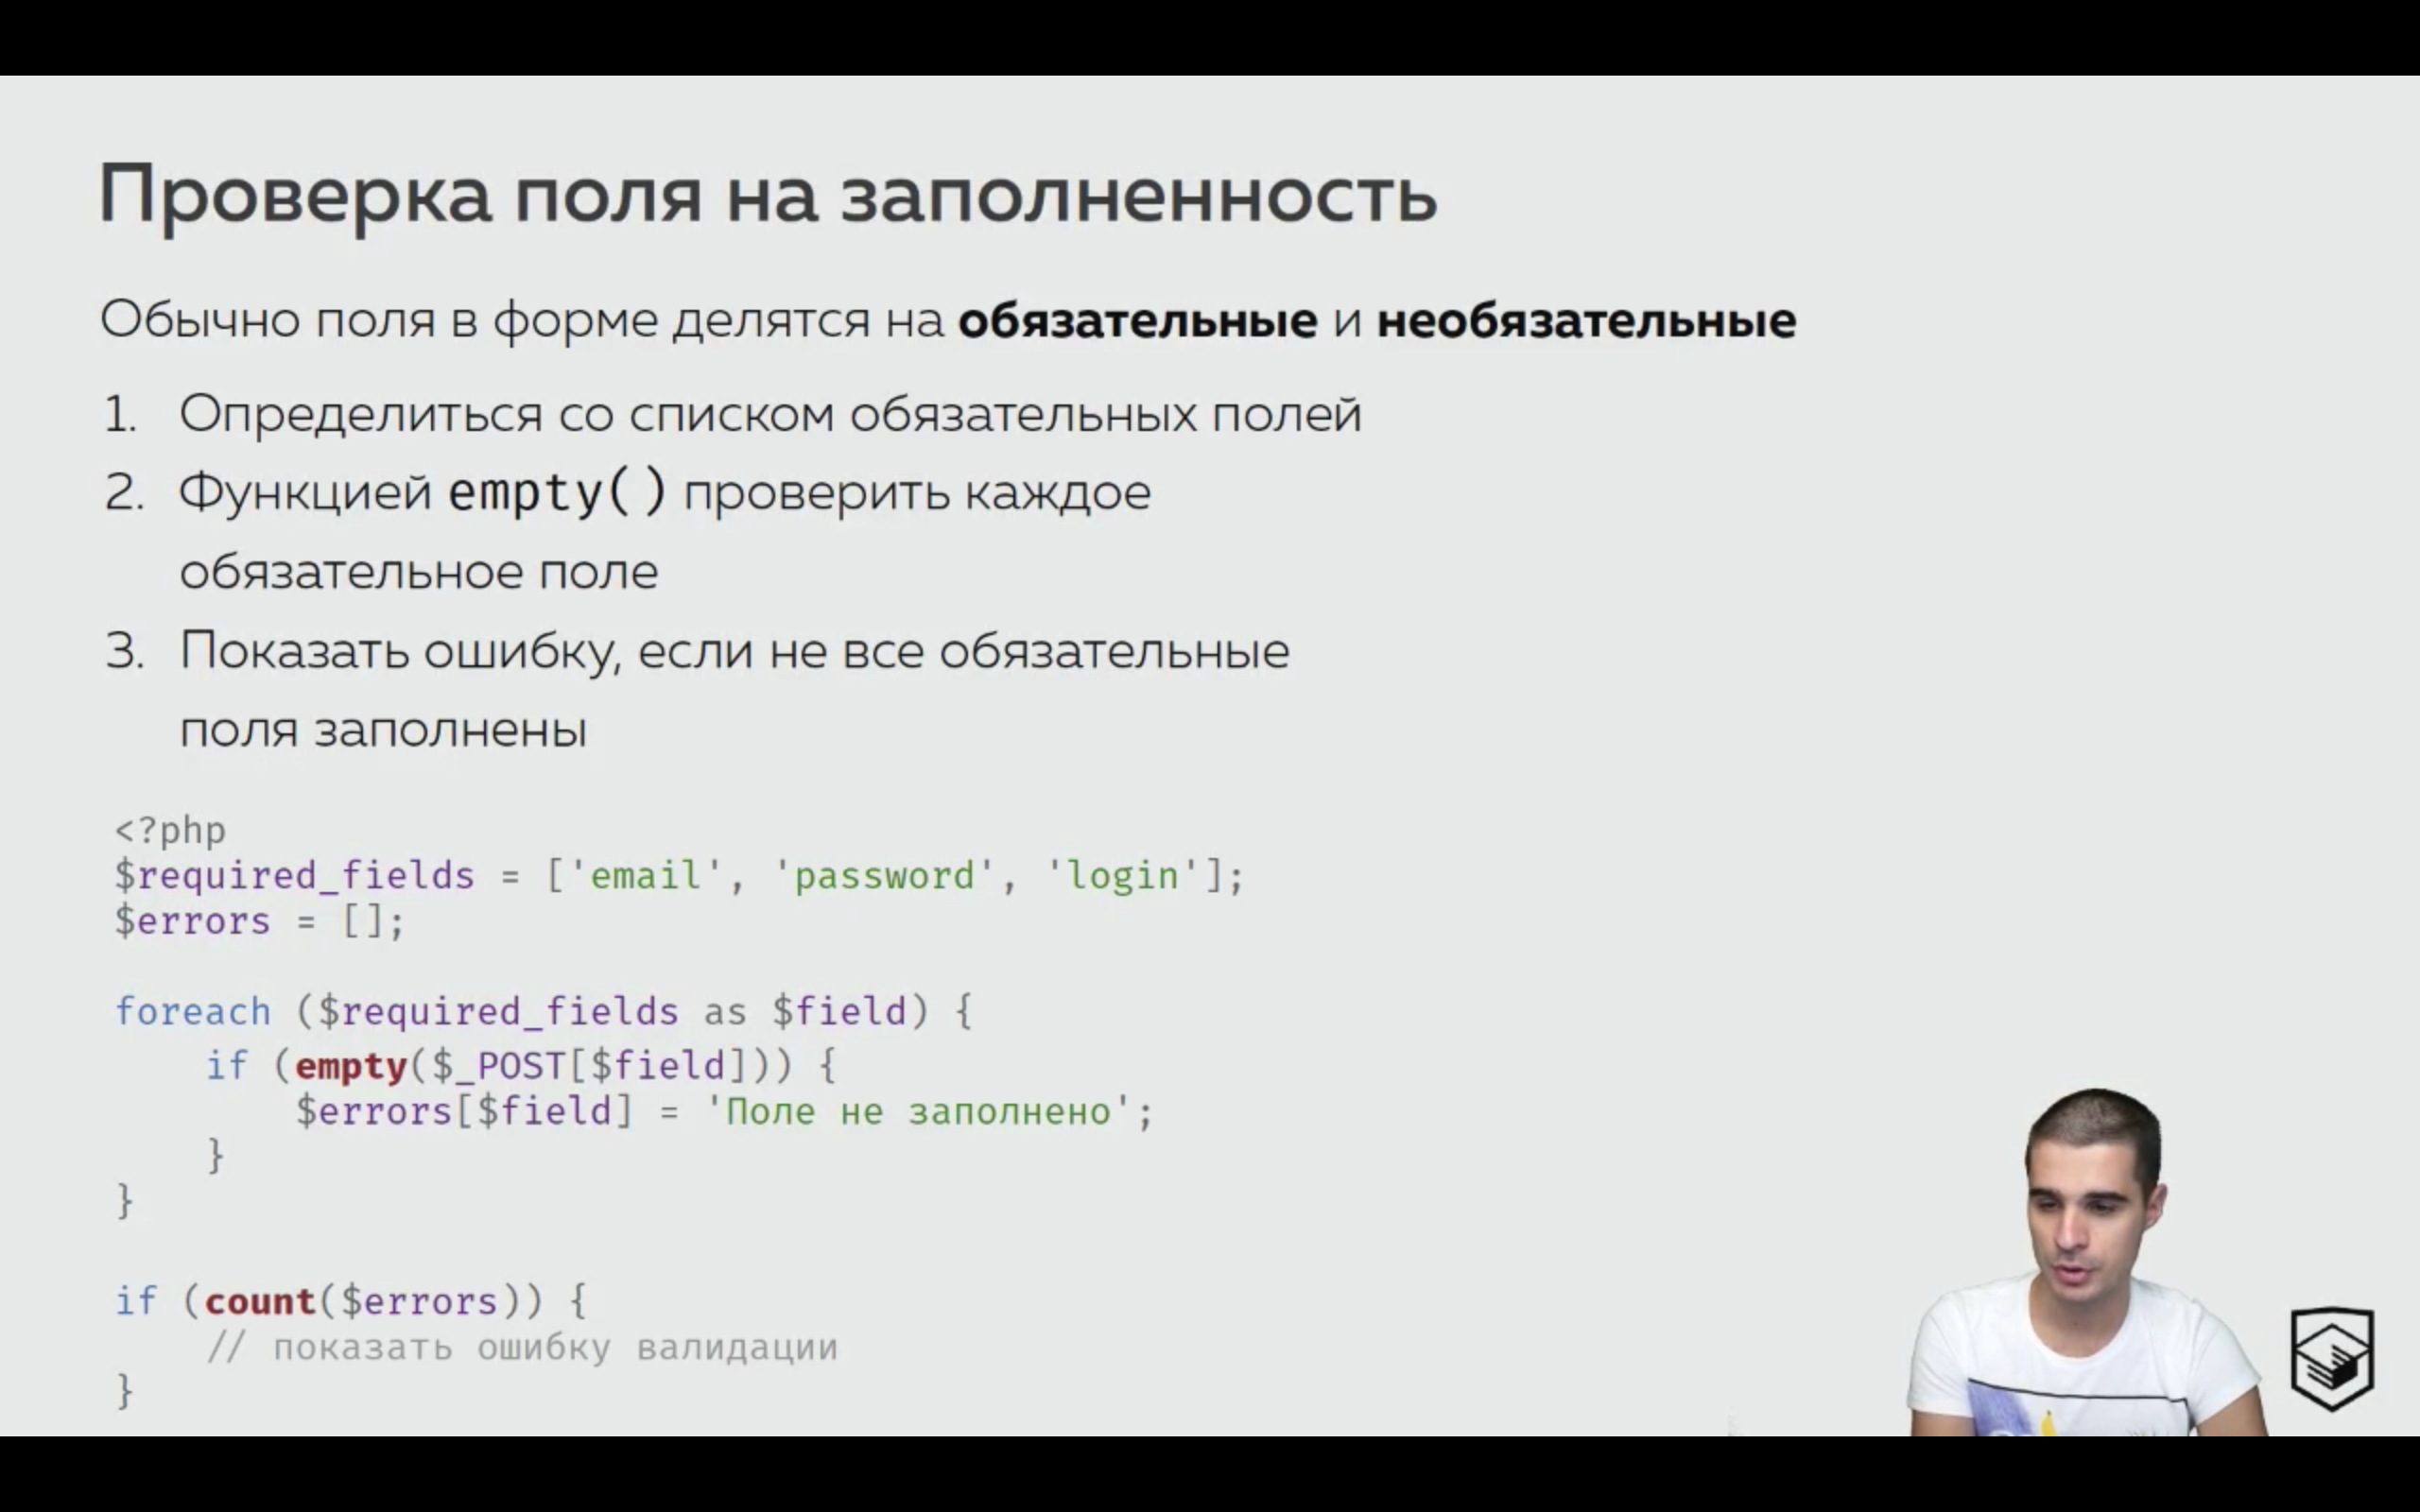 Проверка поля на заполненность
Обычно поля в форме делятся на обязательные и необязательные
1. Определиться со списком обязательных полей
2. Функцией empty() проверить каждое
обязательное поле
3. Показать ошибку, если не все обязательные
поля заполнены
<?php
$required_fields = ['email', 'password', 'login'];
$errors = [];
foreach ($required_fields as $field) {
    if (empty($_POST[$field])) {
        $errors[$field] = 'Поле не заполнено';
    }
}
if (count($errors)) {
    // показать ошибку валидации
}